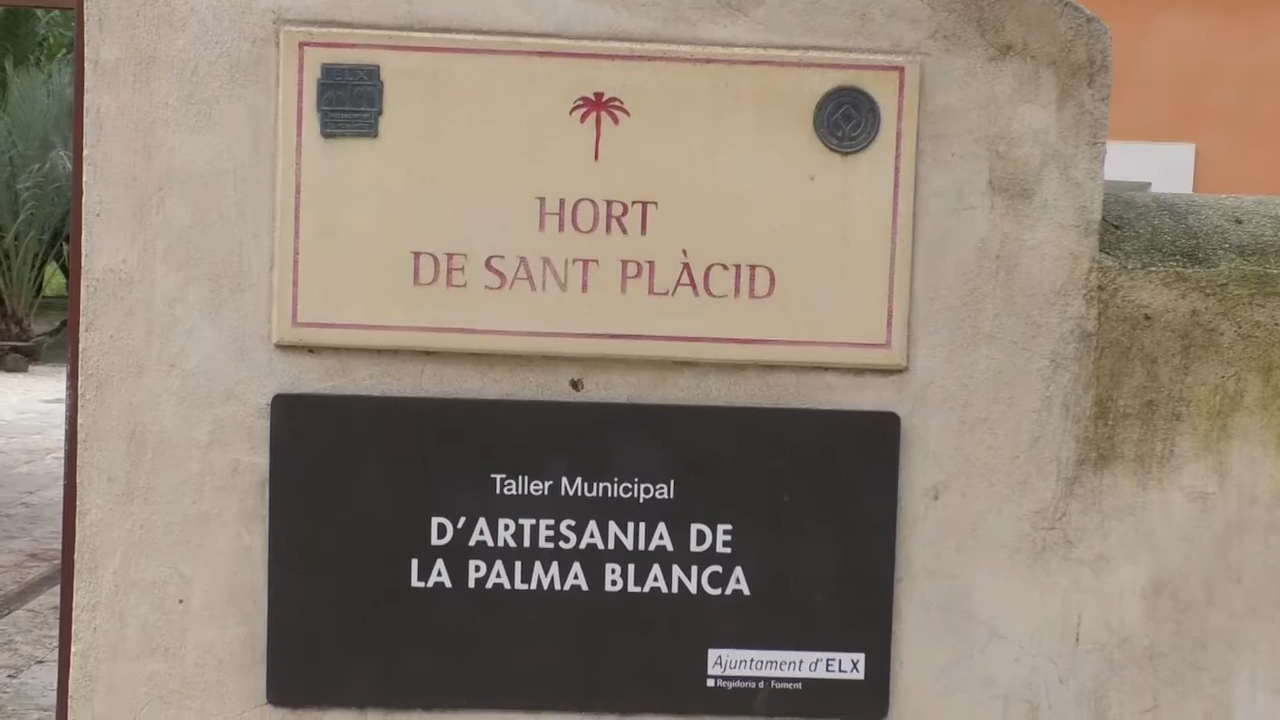 ELX
HORT
DE SANT PLÀCID
Taller Municipal
D'ARTESANIA DE
LA PALMA BLANCA
Ajuntament d'ELX
Regidoria d Foment